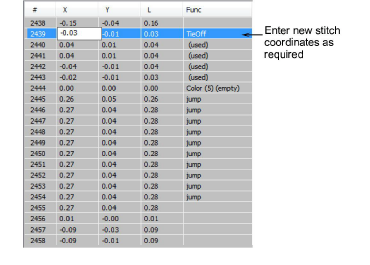 # X Y L Func
2438 -0.15 -0.04 0.16
2439 -0.03 -0.01 0.03 TieOff
2440 0.04 0.01 0.04 (used)
2441 0.04 0.01 0.04 (used)
2442 -0.04 -0.01 0.04 (used)
2443 -0.02 -0.01 0.03 (used)
2444 0.00 0.00 0.00 Color (5) (empty)
2445 0.26 0.05 0.26 jump
2446 0.27 0.04 0.28 jump
2447 0.27 0.04 0.28 jump
2448 0.27 0.04 0.28 jump
2449 0.27 0.04 0.28 jump
2450 0.27 0.04 0.28 jump
2451 0.27 0.04 0.28 jump
2452 0.27 0.04 0.28 jump
2453 0.27 0.04 0.28 jump
2454 0.27 0.04 0.28 jump
2455 0.27 0.04 0.28
2456 0.01 -0.00 0.01
2457 -0.09 -0.03 0.09
2458 -0.09 -0.01 0.09
Enter new stitch
coordinates as
required